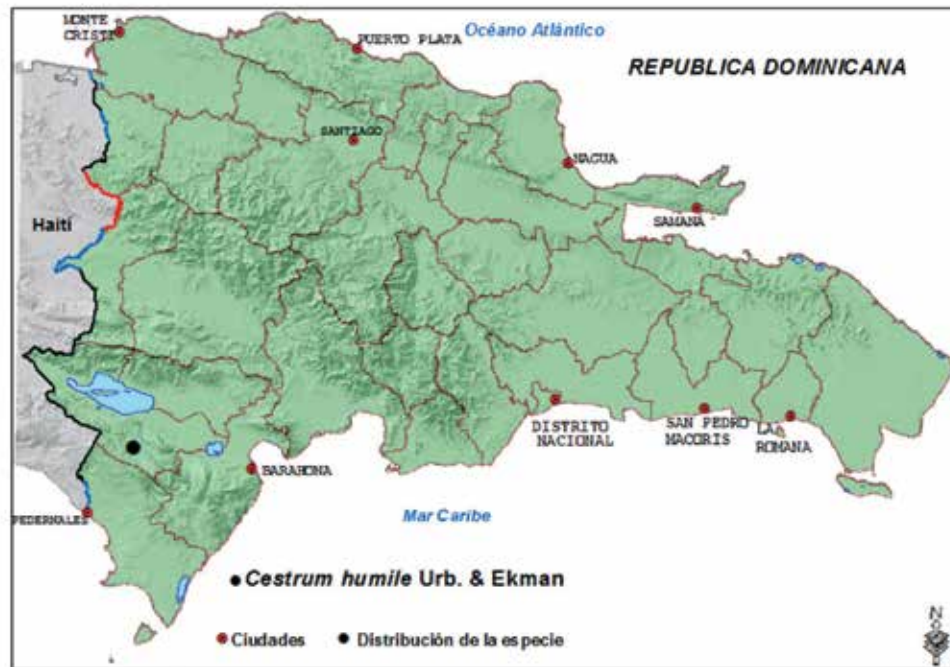 MONTE
CRISTI
PUERTO PLATA
Océano Atlántico
REPUBLICA DOMINICANA
SANTIAGO
NAGUA
SAMANA
Haití
DISTRITO
NACIONAL
SAN PEDRO
MACORIS
LA
ROMANA
BARAHONA
PEDERNALES
Mar Caribe
Cestrum humile Urb. & Ekman
Ciudades
Distribución de la especie